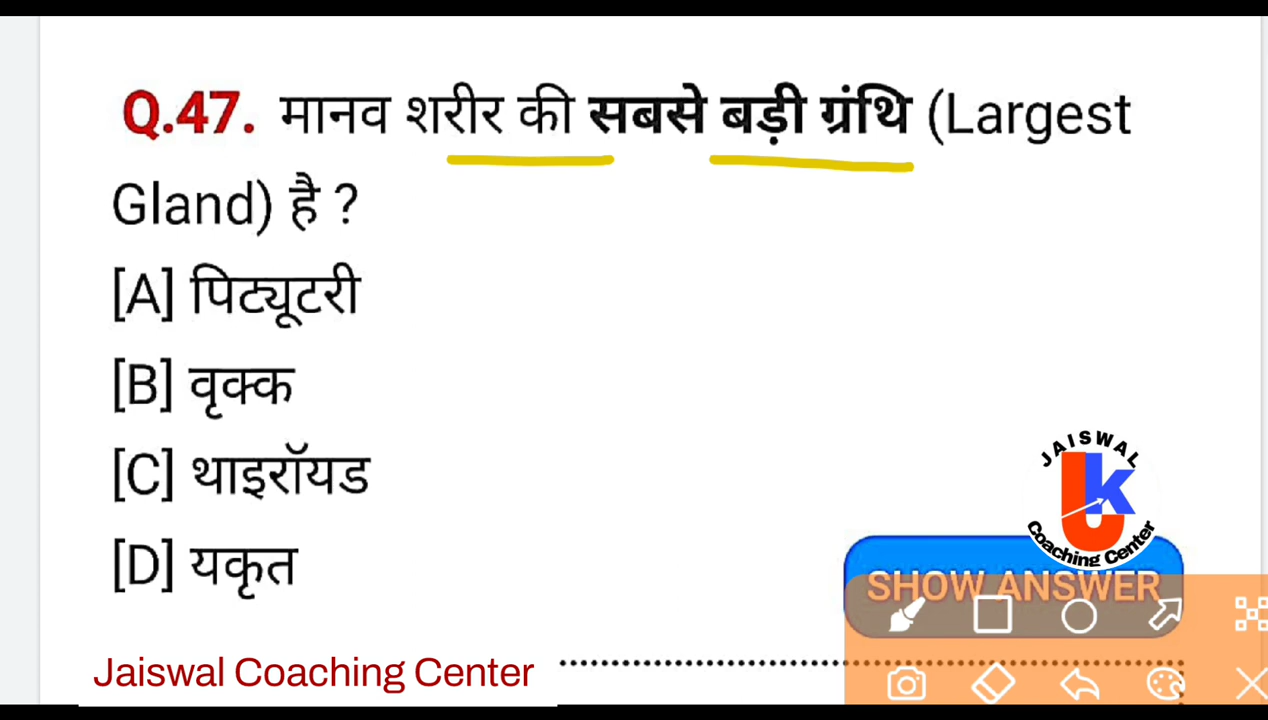 Q.47. मानव शरीर की सबसे बड़ी ग्रंथि (Largest
Gland) है ?
[A] पिट्यूटरी
[B] वृक्क
[C] थाइरॉयड
[D] यकृत
JAISWAL
JK
Coaching Center
SHOW ANSWER
Jaiswal Coaching Center